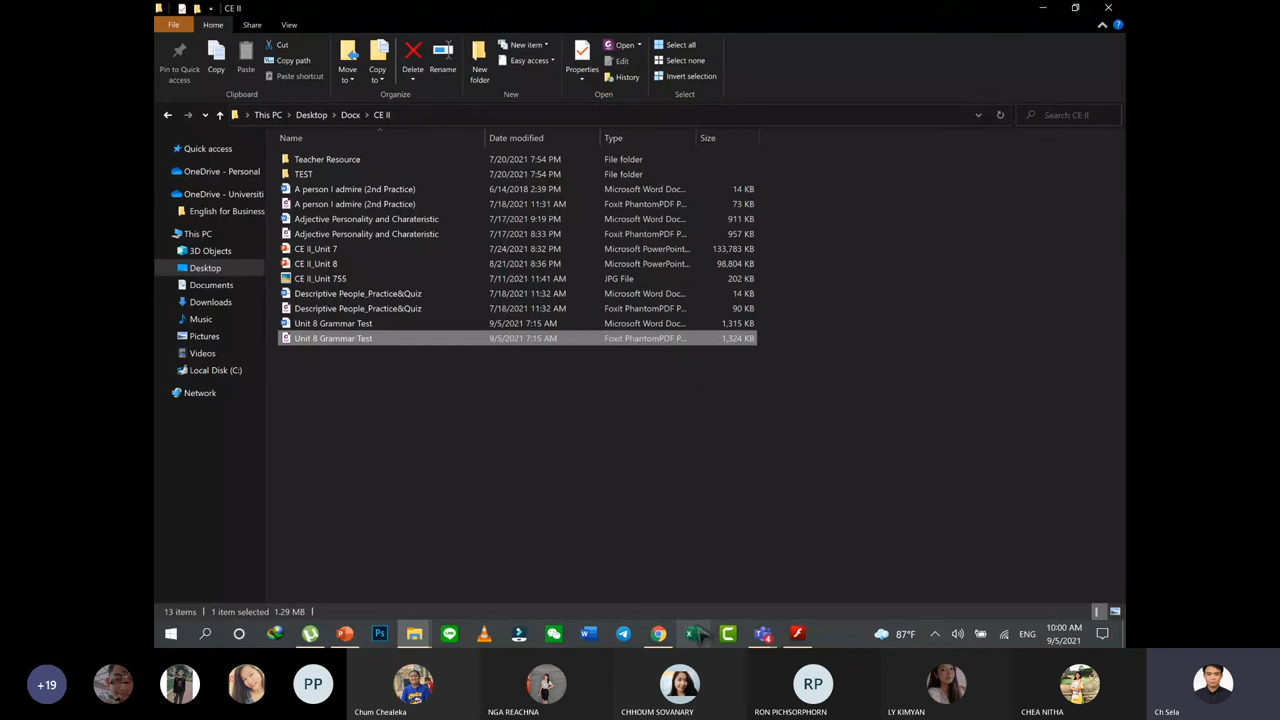 CE II
File Home Share View
Pin to Quick access
Copy
Paste
Cut
Copy path
Paste shortcut
Clipboard
Move to
Copy to
Delete
Rename
Organize
New folder
New item
Easy access
New
Properties
Open
Edit
History
Open
Select all
Select none
Invert selection
Select
This PC > Desktop > Docx > CE II
Search CE II
Quick access
OneDrive - Personal
OneDrive - Universiti
English for Business
This PC
3D Objects
Desktop
Documents
Downloads
Music
Pictures
Videos
Local Disk (C:)
Network
Name Date modified Type Size
Teacher Resource 7/20/2021 7:54 PM File folder
TEST 7/20/2021 7:54 PM File folder
A person I admire (2nd Practice) 6/14/2018 2:39 PM Microsoft Word Doc... 14 KB
A person I admire (2nd Practice) 7/18/2021 11:31 AM Foxit PhantomPDF P... 73 KB
Adjective Personality and Charateristic 7/17/2021 9:19 PM Microsoft Word Doc... 911 KB
Adjective Personality and Charateristic 7/17/2021 8:33 PM Foxit PhantomPDF P... 957 KB
CE II_Unit 7 7/24/2021 8:32 PM Microsoft PowerPoint... 133,783 KB
CE II_Unit 8 8/21/2021 8:36 PM Microsoft PowerPoint... 98,804 KB
CE II_Unit 755 7/11/2021 11:41 AM JPG File 202 KB
Descriptive People_Practice&Quiz 7/18/2021 11:32 AM Microsoft Word Doc... 14 KB
Descriptive People_Practice&Quiz 7/18/2021 11:32 AM Foxit PhantomPDF P... 90 KB
Unit 8 Grammar Test 9/5/2021 7:15 AM Microsoft Word Doc... 1,315 KB
Unit 8 Grammar Test 9/5/2021 7:15 AM Foxit PhantomPDF P... 1,324 KB
13 items 1 item selected 1.29 MB
Ps
87°F
ENG
10:00 AM
9/5/2021
+19
PP
RP
Chum Chealeka
NGA REACHNA
CHHOUM SOVANARY
RON PICHSORPHORN
LY KIMYAN
CHEA NITHA
Ch Sela